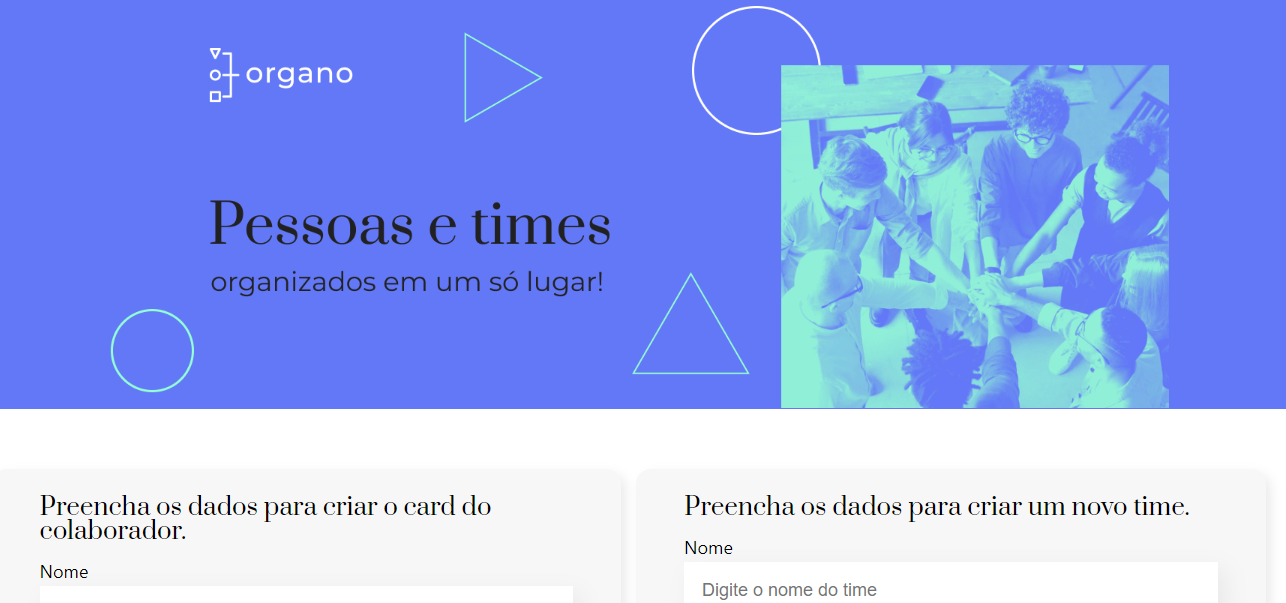 organo
Pessoas e times
organizados em um só lugar!
Preencha os dados para criar o card do
colaborador.
Nome
Preencha os dados para criar um novo time.
Nome
Digite o nome do time